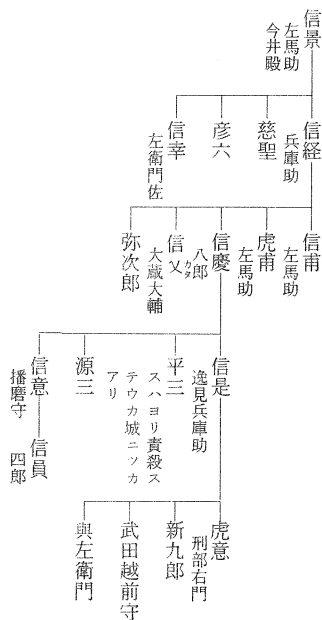 信景
左馬助
今井殿
信経
兵庫助
慈聖
彦六
信幸
左衛門佐
信甫
左馬助
虎甫
左馬助
信慶
八郎
信乂
カタ
大蔵大輔
弥次郎
信是
逸見兵庫助
平三
スハヨリ責殺ス
テウカ城ニツカ
アリ
源三
信意
播磨守
信員
四郎
虎意
刑部右門
新九郎
武田越前守
與左衛門